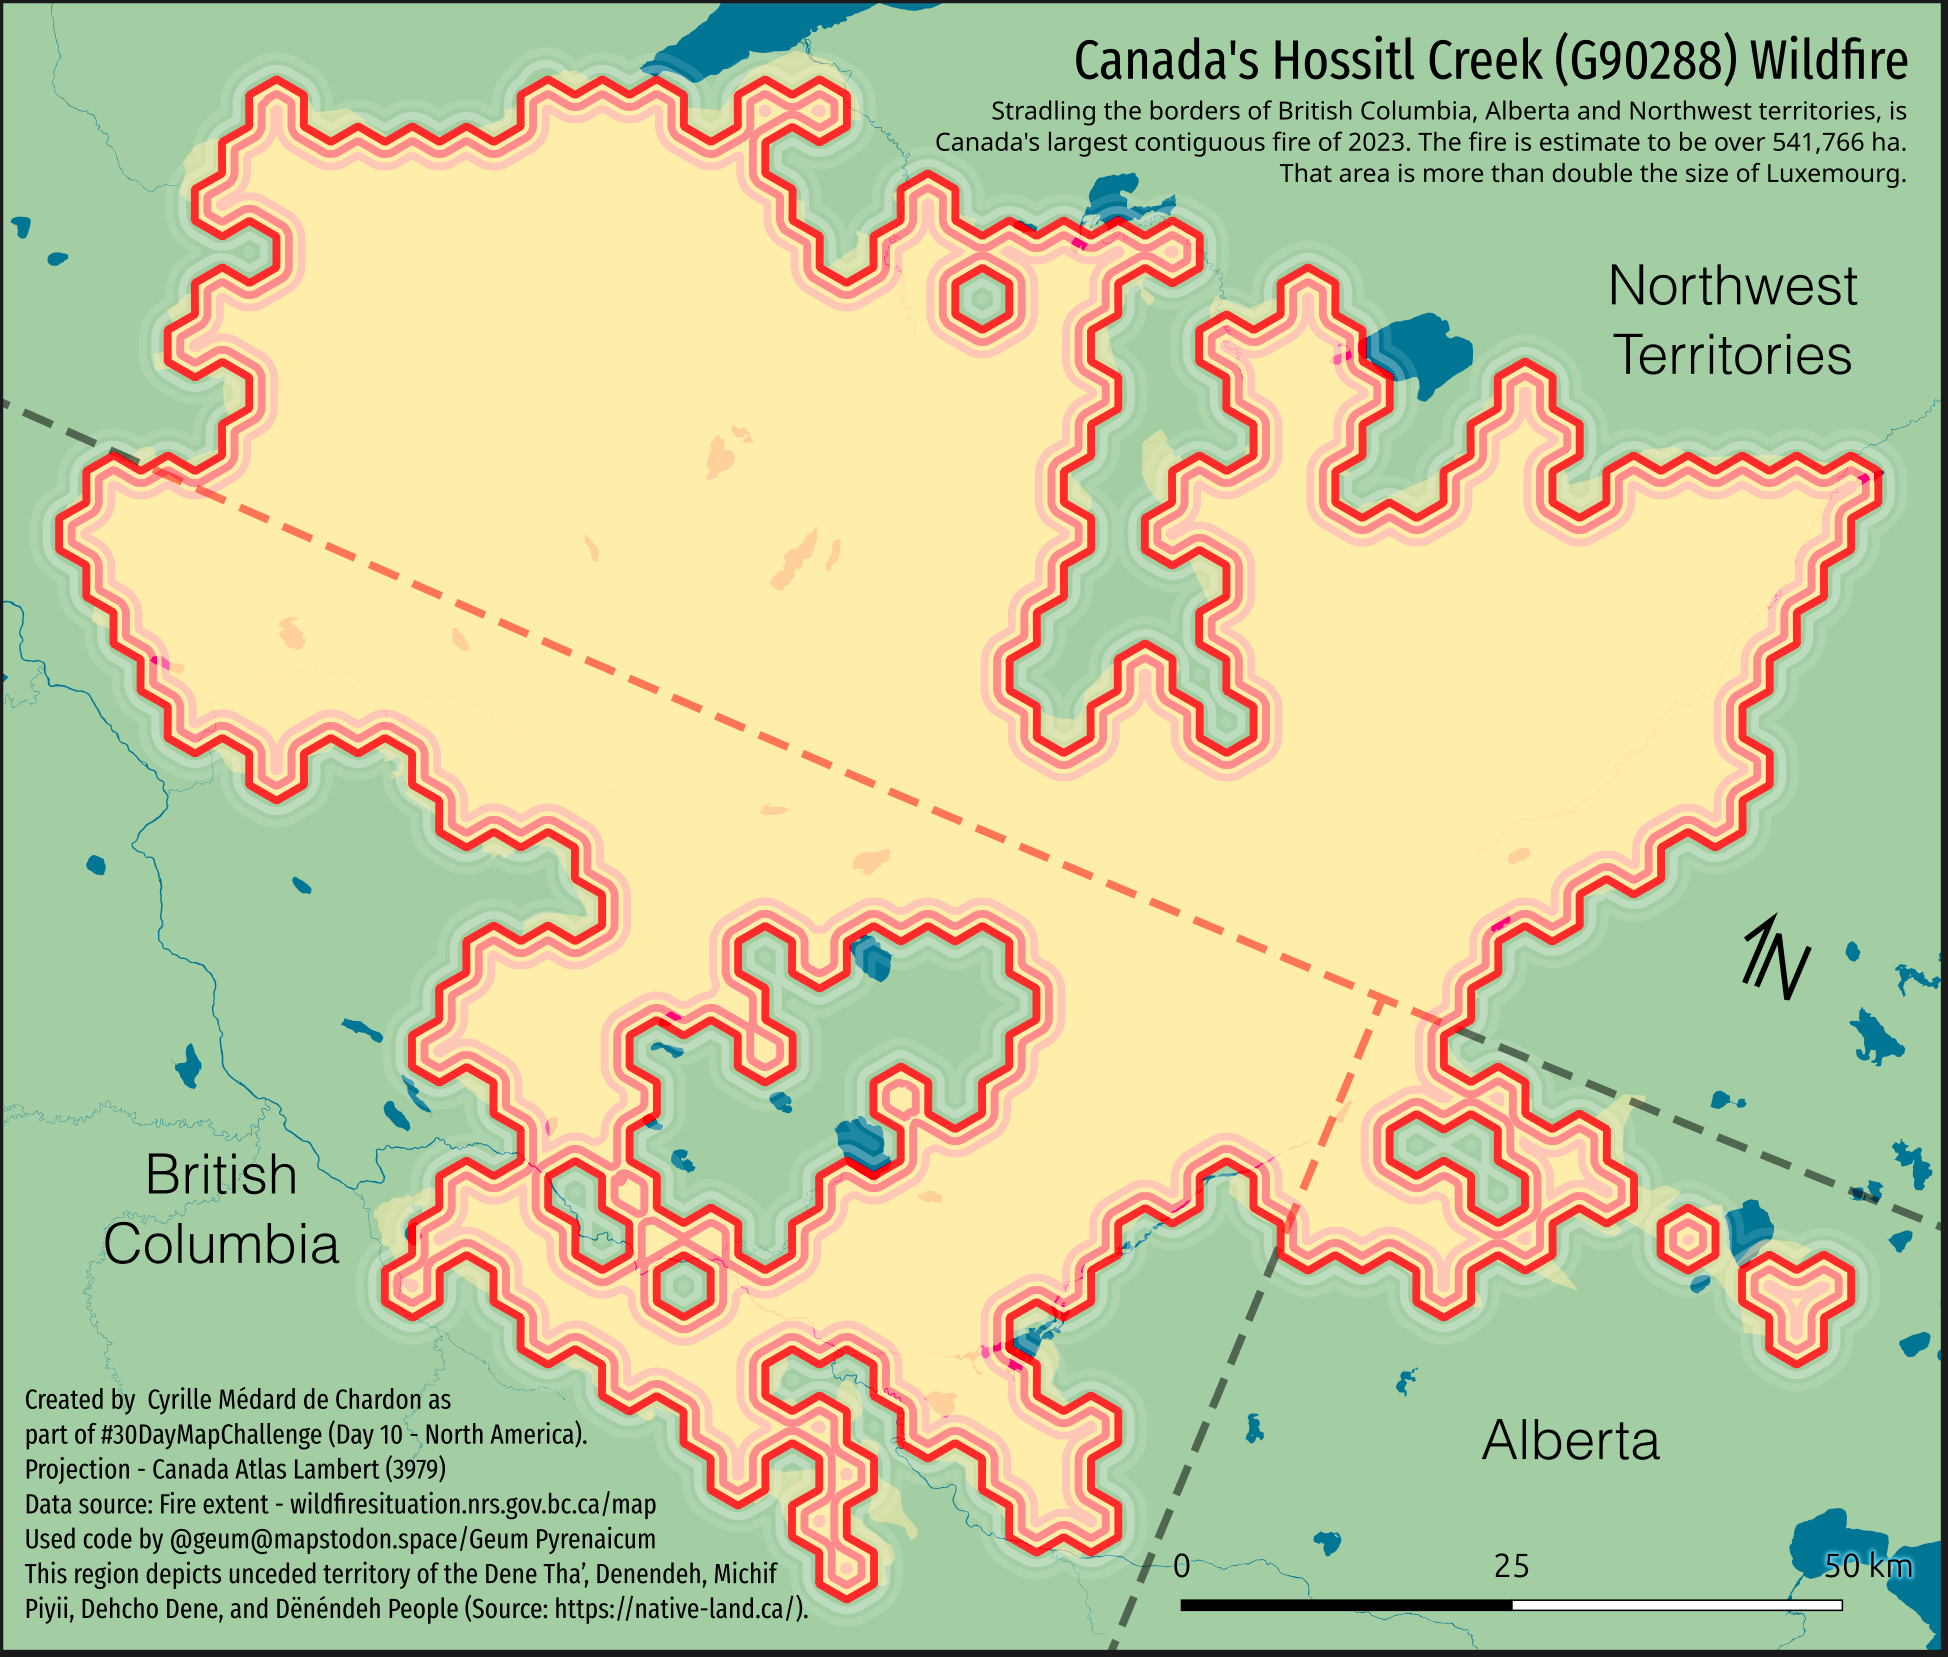 Canada's Hossitl Creek (G90288) Wildfire
Stradling the borders of British Columbia, Alberta and Northwest territories, is
Canada's largest contiguous fire of 2023. The fire is estimate to be over 541,766 ha.
That area is more than double the size of Luxemourg.
Northwest
Territories
N
British
Columbia
Alberta
Created by  Cyrille Médard de Chardon as
part of #30DayMapChallenge (Day 10 - North America).
Projection - Canada Atlas Lambert (3979)
Data source: Fire extent - wildfiresituation.nrs.gov.bc.ca/map
Used code by @geum@mapstodon.space/Geum Pyrenaicum
This region depicts unceded territory of the Dene Tha’, Denendeh, Michif
Piyii, Dehcho Dene, and Dënéndeh People (Source: https://native-land.ca/).
0 25 50 km